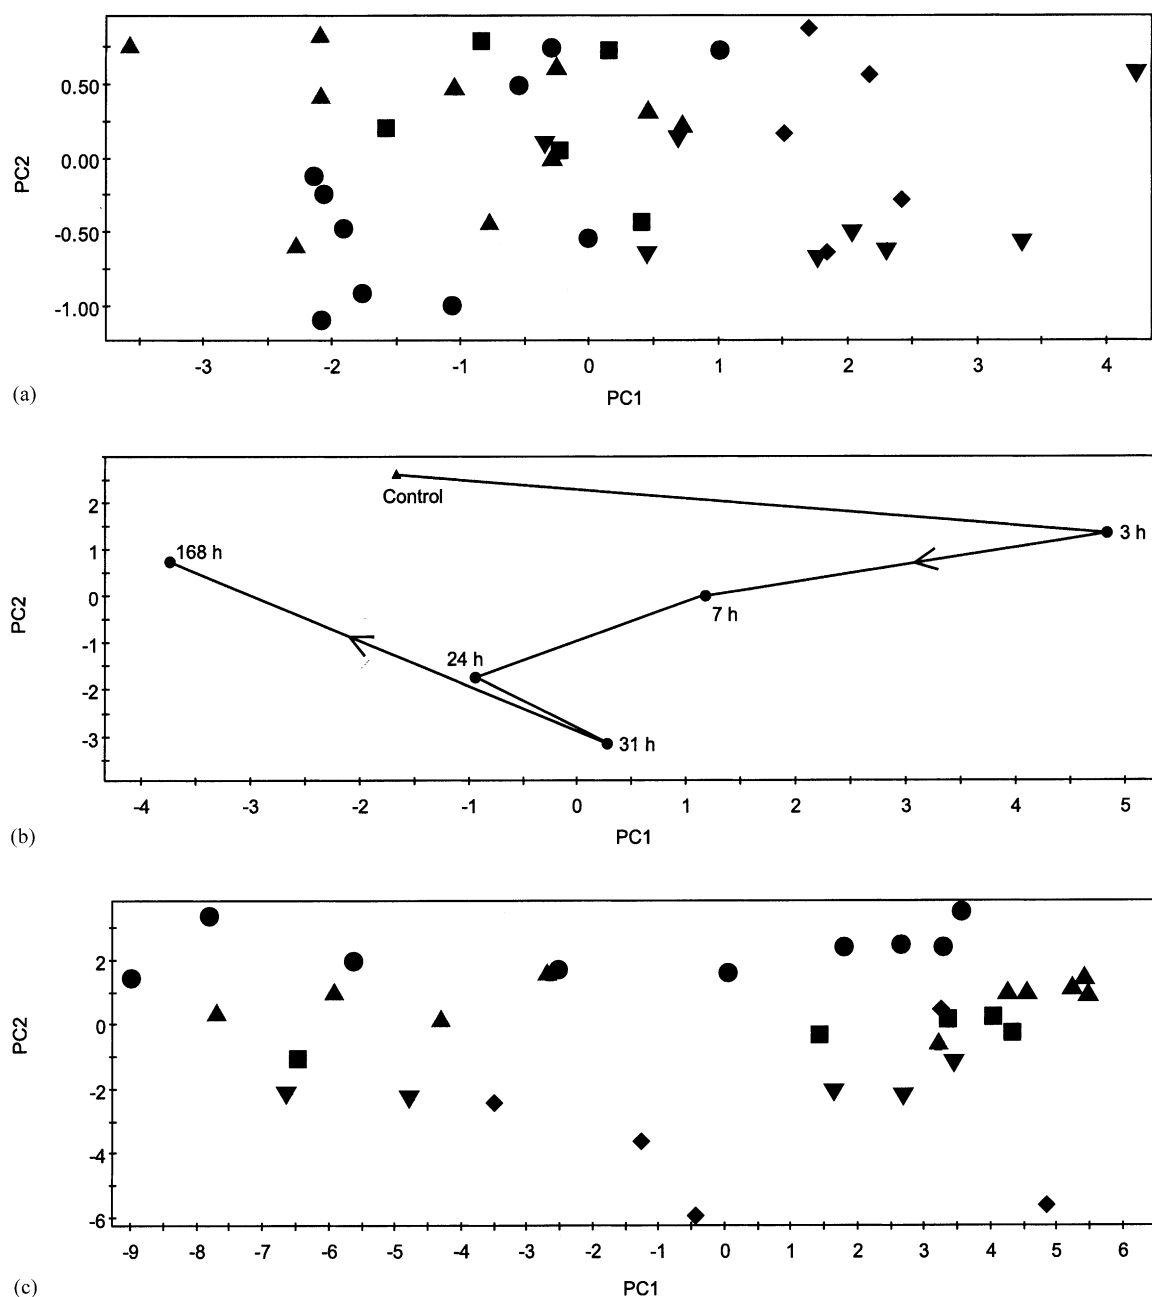 0.50
0.00
-0.50
-1.00
PC2
-3 -2 -1 0 1 2 3 4
PC1
(a)
Control
3 h
168 h
7 h
24 h
31 h
2
1
0
-1
-2
-3
PC2
-4 -3 -2 -1 0 1 2 3 4 5
PC1
(b)
2
0
-2
-4
-6
PC2
-9 -8 -7 -6 -5 -4 -3 -2 -1 0 1 2 3 4 5 6
PC1
(c)